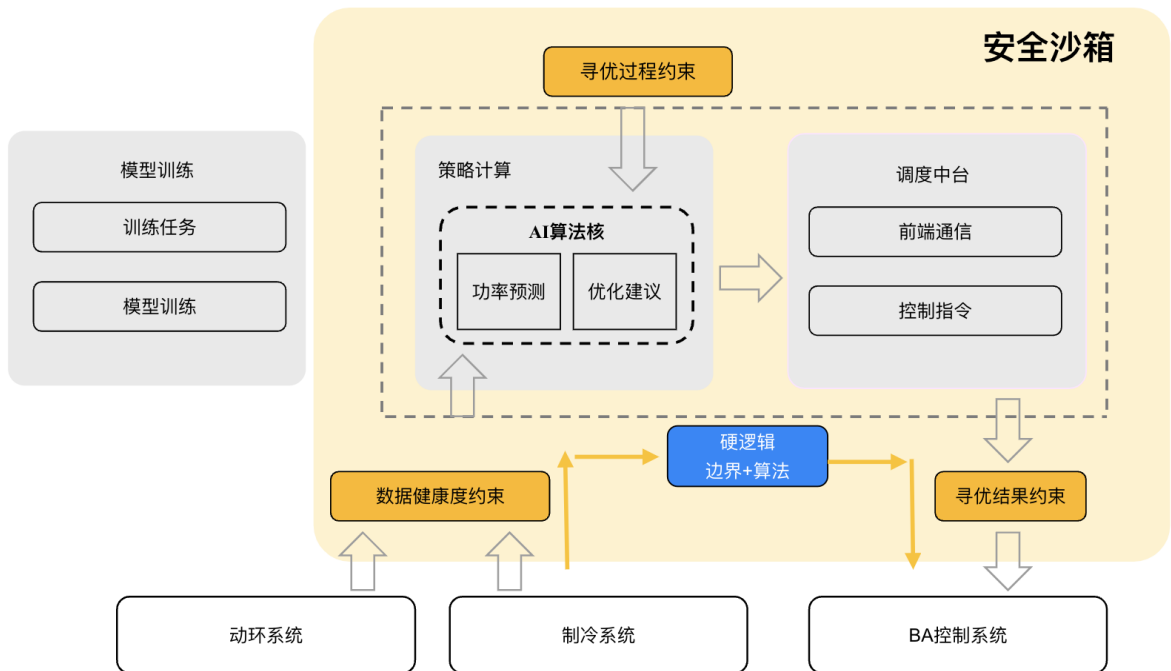 安全沙箱
寻优过程约束
模型训练
训练任务
模型训练
策略计算
AI算法核
功率预测
优化建议
调度中台
前端通信
控制指令
硬逻辑
边界+算法
数据健康度约束
寻优结果约束
动环系统
制冷系统
BA控制系统